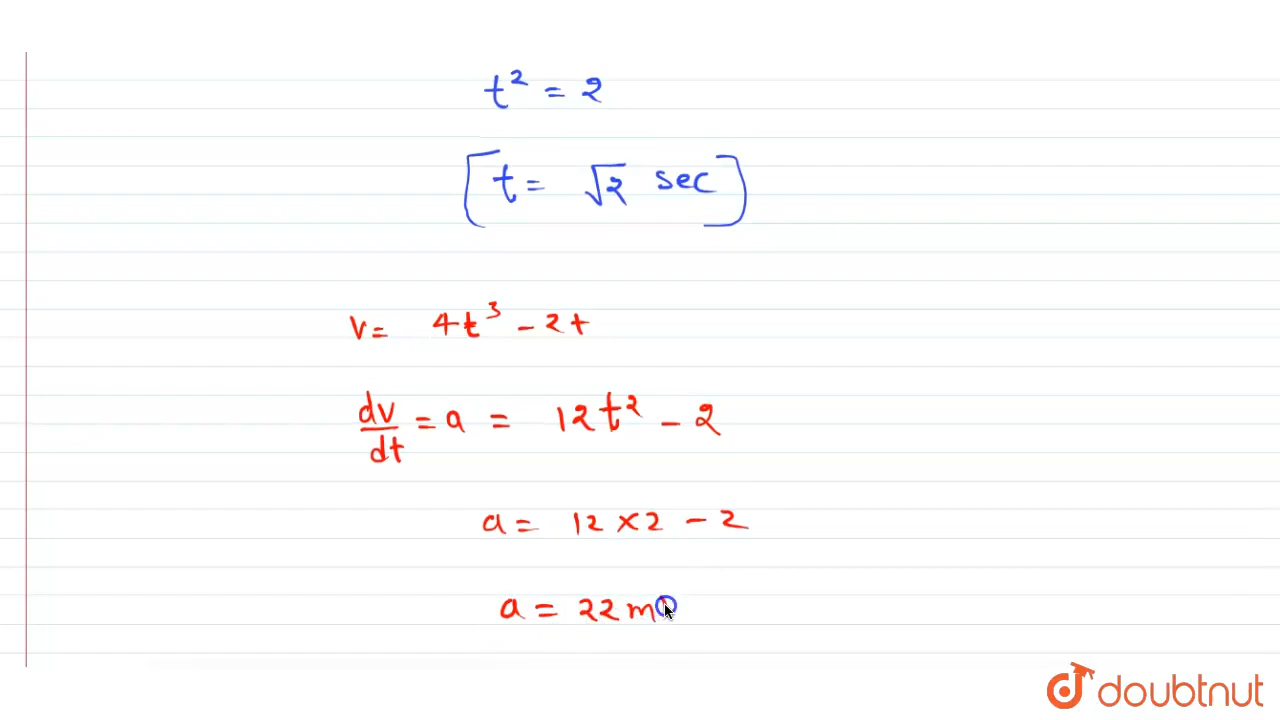 t² = 2
[t = √2 sec]
v = 4t³ - 2t
dv/dt = a = 12t² - 2
a = 12 × 2 - 2
a = 22 m
doubtnut